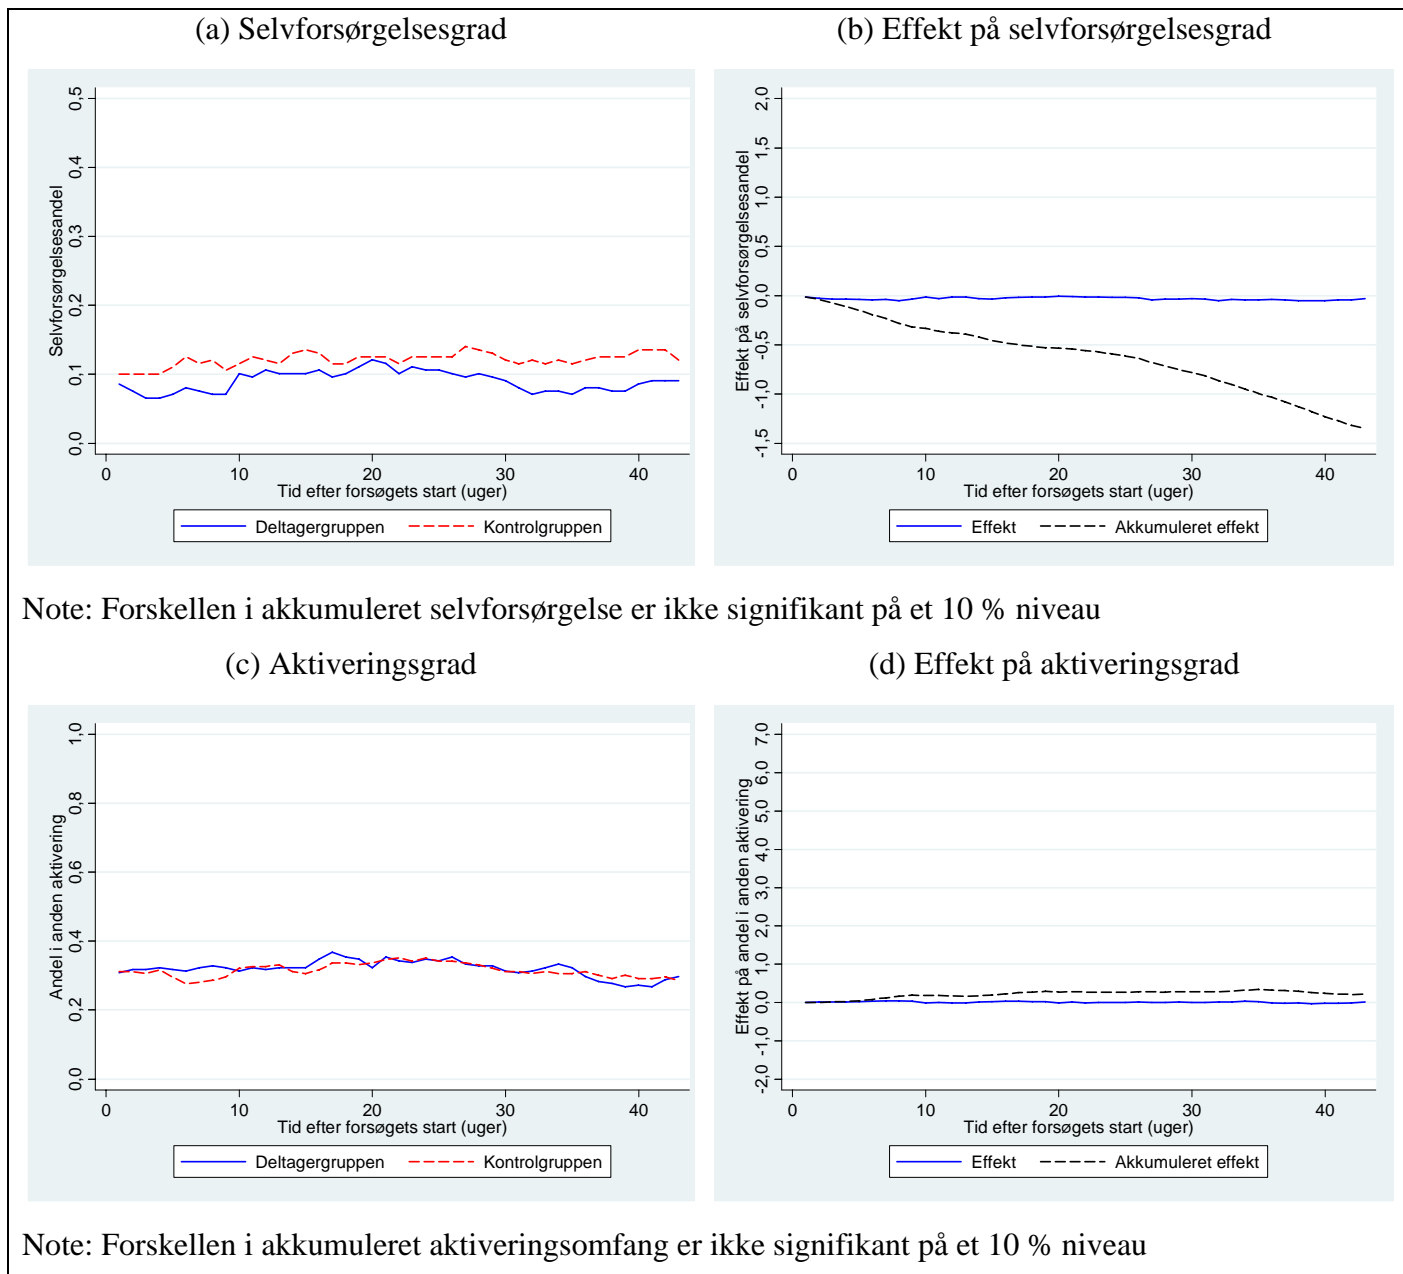 (a) Selvforsørgelsesgrad
(b) Effekt på selvforsørgelsesgrad
Selvforsørgelsesandel
0,5
0,4
0,3
0,2
0,1
0,0
0 10 20 30 40
Tid efter forsøgets start (uger)
Deltagergruppen Kontrolgruppen
Effekt på selvforsørgelsesandel
2,0
1,5
1,0
0,5
0,0
-0,5
-1,0
-1,5
0 10 20 30 40
Tid efter forsøgets start (uger)
Effekt Akkumuleret effekt
Note: Forskellen i akkumuleret selvforsørgelse er ikke signifikant på et 10 % niveau
(c) Aktiveringsgrad
(d) Effekt på aktiveringsgrad
Andel i anden aktivering
1,0
0,8
0,6
0,4
0,2
0,0
0 10 20 30 40
Tid efter forsøgets start (uger)
Deltagergruppen Kontrolgruppen
Effekt på andel i anden aktivering
7,0
6,0
5,0
4,0
3,0
2,0
1,0
0,0
-1,0
-2,0
0 10 20 30 40
Tid efter forsøgets start (uger)
Effekt Akkumuleret effekt
Note: Forskellen i akkumuleret aktiveringsomfang er ikke signifikant på et 10 % niveau